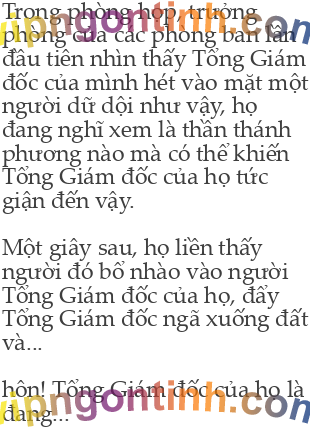 Trong phòng họp, trưởng
phòng của các phòng ban lần
đầu tiên nhìn thấy Tổng Giám
đốc của mình hét vào mặt một
người dữ dội như vậy, họ
đang nghĩ xem là thần thánh
phương nào mà có thể khiến
Tổng Giám đốc của họ tức
giận đến vậy.
Một giây sau, họ liền thấy
người đó bổ nhào vào người
Tổng Giám đốc của họ, đẩy
Tổng Giám đốc ngã xuống đất
và...
hôn! Tổng Giám đốc của họ là
đang...
vipngontinh.com
vipngontinh.com